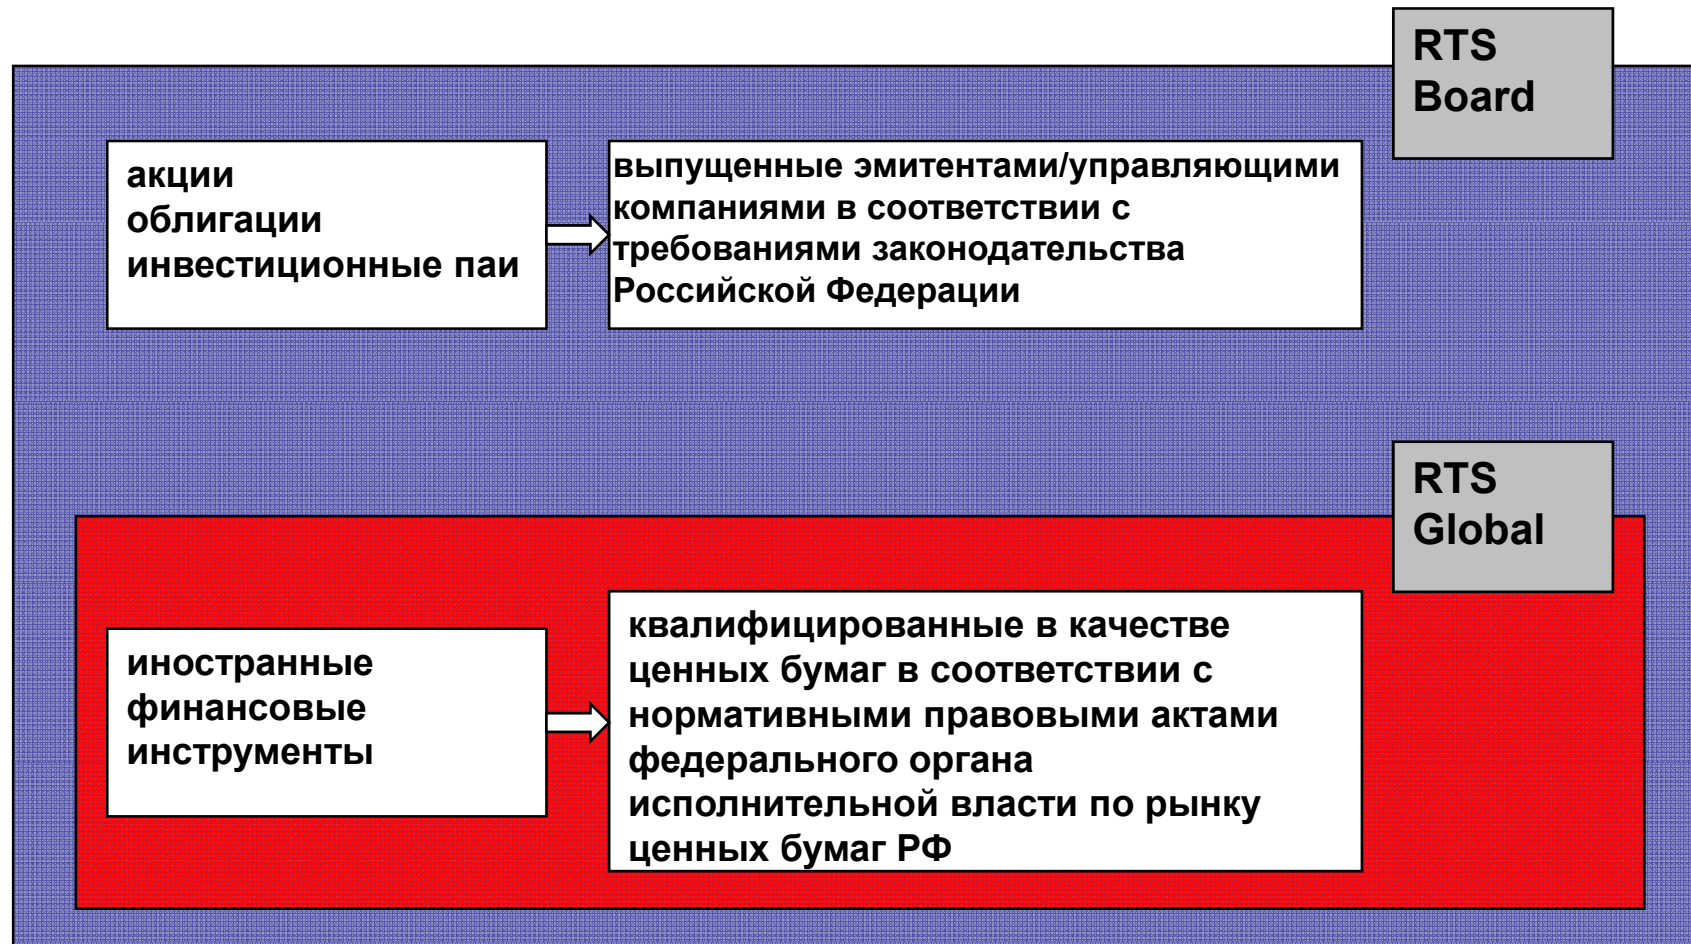 RTS
Board
акции
облигации
инвестиционные паи
выпущенные эмитентами/управляющими
компаниями в соответствии с
требованиями законодательства
Российской Федерации
RTS
Global
иностранные
финансовые
инструменты
квалифицированные в качестве
ценных бумаг в соответствии с
нормативными правовыми актами
федерального органа
исполнительной власти по рынку
ценных бумаг РФ